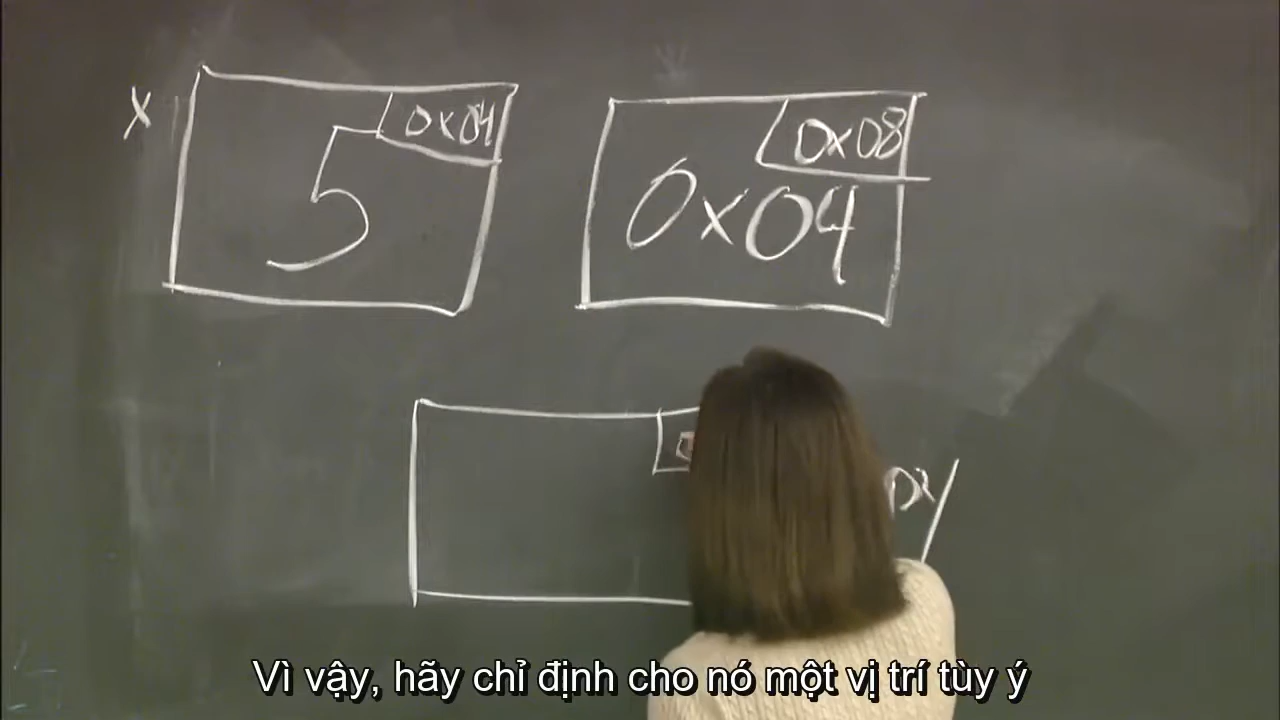 x
5
0x04
0x08
0x04
Vì vậy, hãy chỉ định cho nó một vị trí tùy ý